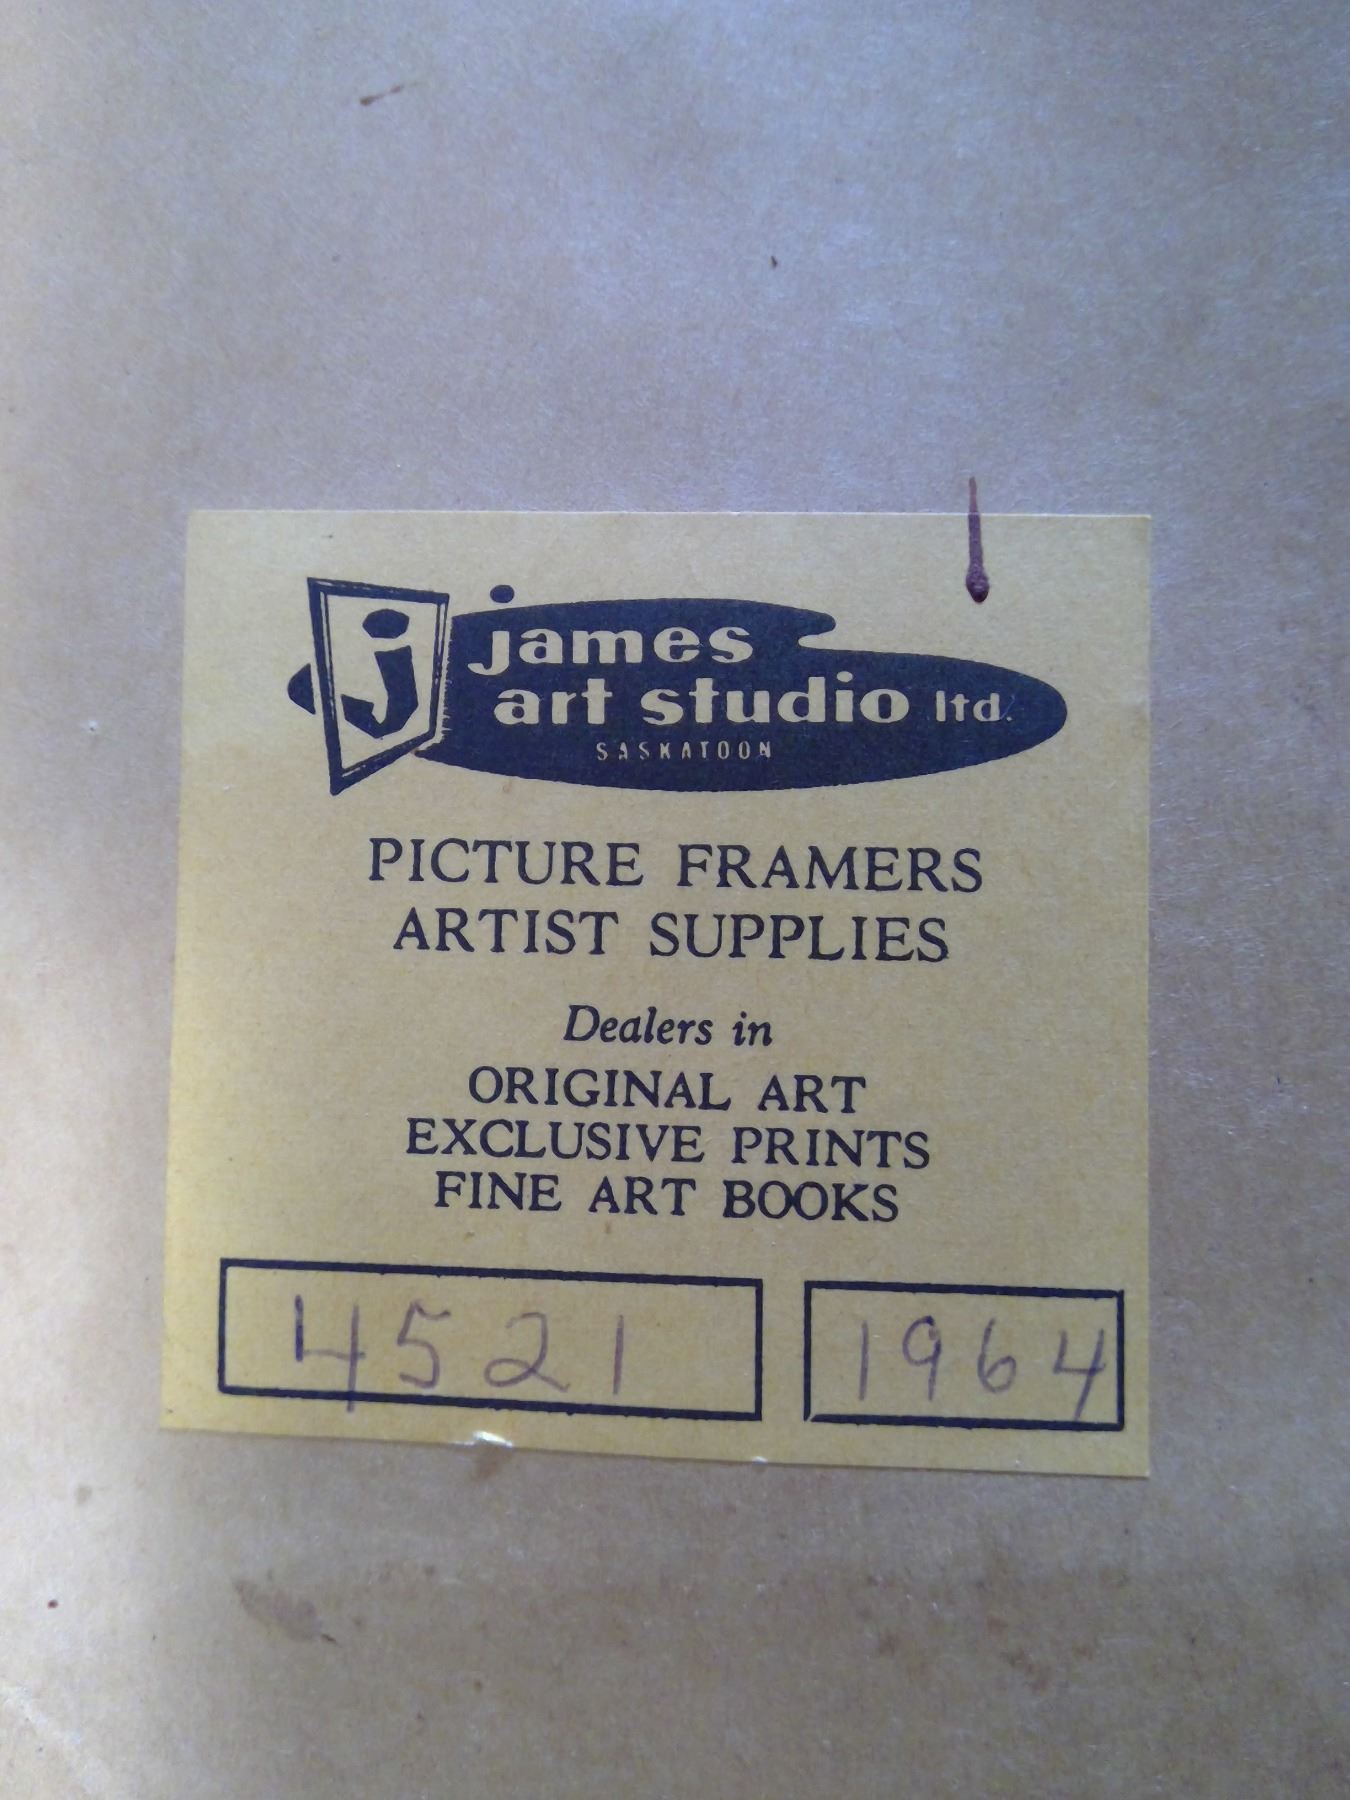 j
james
art studio ltd.
SASKATOON
PICTURE FRAMERS
ARTIST SUPPLIES
Dealers in
ORIGINAL ART
EXCLUSIVE PRINTS
FINE ART BOOKS
4521 1964